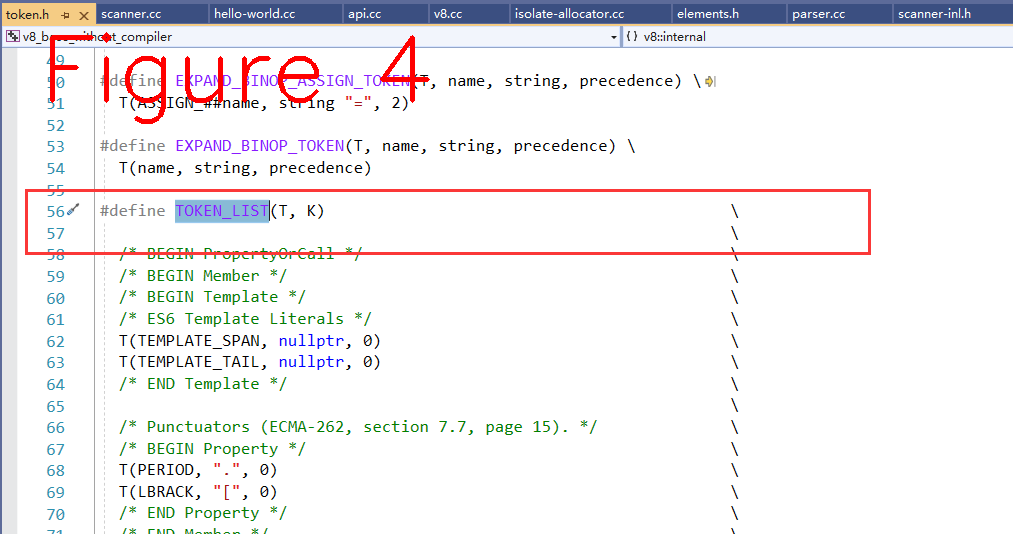 token.h scanner.cc hello-world.cc api.cc v8.cc isolate-allocator.cc elements.h parser.cc scanner-inl.h
v8_base_without_compiler {} v8::internal
Figure 4
49
50 #define EXPAND_BINOP_ASSIGN_TOKEN(T, name, string, precedence) \
51 T(ASSIGN_##name, string "=", 2)
52
53 #define EXPAND_BINOP_TOKEN(T, name, string, precedence) \
54 T(name, string, precedence)
55
56 #define TOKEN_LIST(T, K) \
57 \
58 /* BEGIN PropertyOrCall */ \
59 /* BEGIN Member */ \
60 /* BEGIN Template */ \
61 /* ES6 Template Literals */ \
62 T(TEMPLATE_SPAN, nullptr, 0) \
63 T(TEMPLATE_TAIL, nullptr, 0) \
64 /* END Template */ \
65 \
66 /* Punctuators (ECMA-262, section 7.7, page 15). */ \
67 /* BEGIN Property */ \
68 T(PERIOD, ".", 0) \
69 T(LBRACK, "[", 0) \
70 /* END Property */ \
71 /* END Member */ \